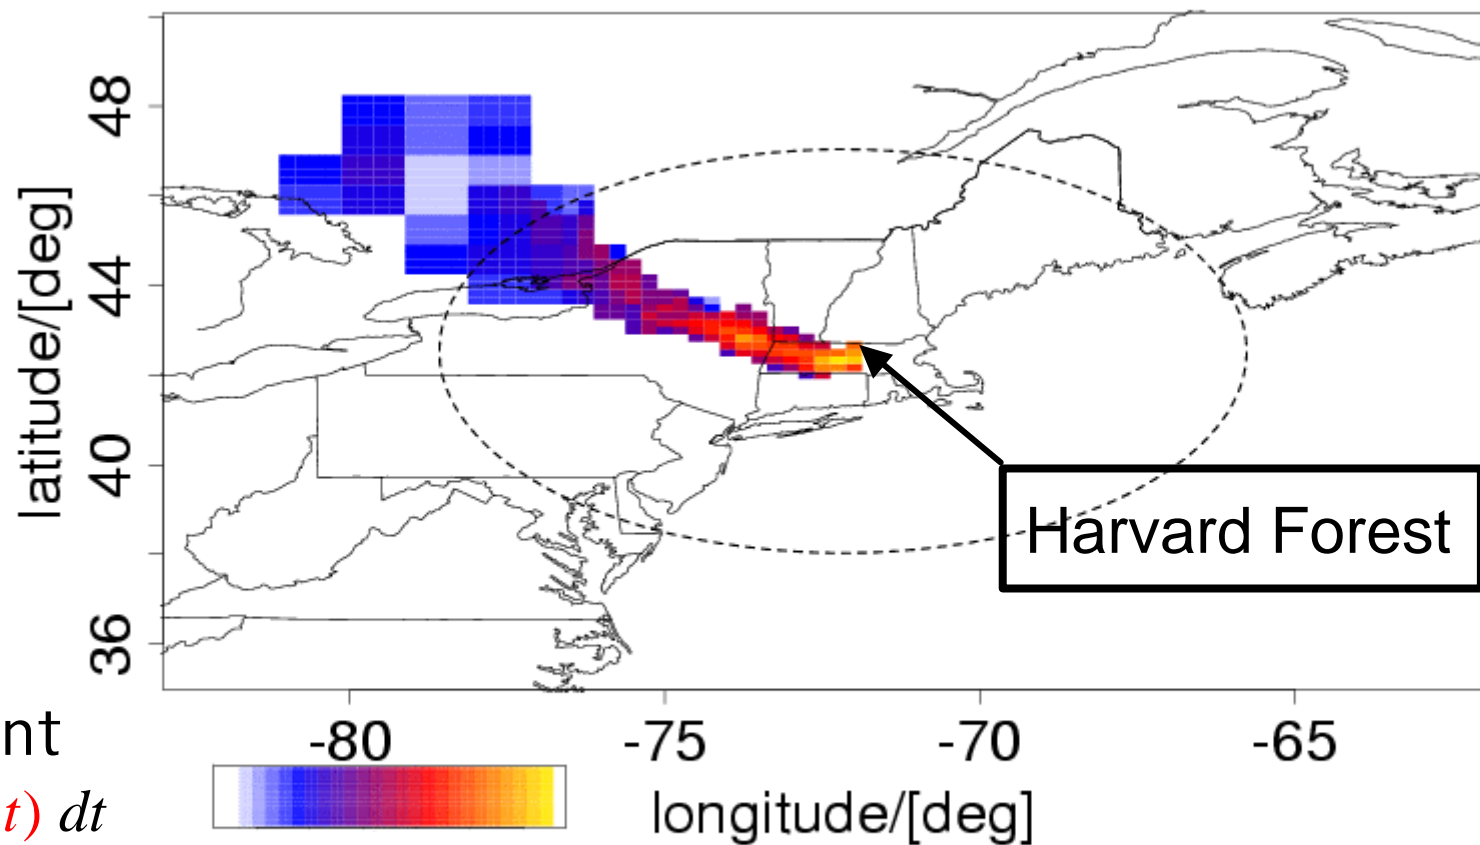 48
44
40
36
latitude/[deg]
Harvard Forest
-80 -75 -70 -65
longitude/[deg]
nt
t) dt